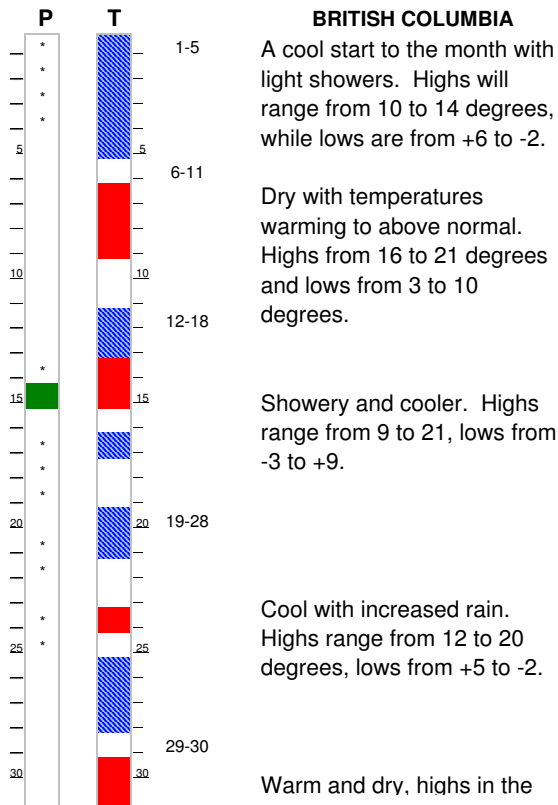 P T BRITISH COLUMBIA
* 1-5 A cool start to the month with
* light showers. Highs will
* range from 10 to 14 degrees,
* while lows are from +6 to -2.
5 5
6-11
Dry with temperatures
warming to above normal.
Highs from 16 to 21 degrees
10 10 and lows from 3 to 10
12-18 degrees.
*
15 15 Showery and cooler. Highs
* range from 9 to 21, lows from
* -3 to +9.
*
20 20 19-28
*
*
* Cool with increased rain.
* Highs range from 12 to 20
25 25 degrees, lows from +5 to -2.
29-30
30 30 Warm and dry, highs in the